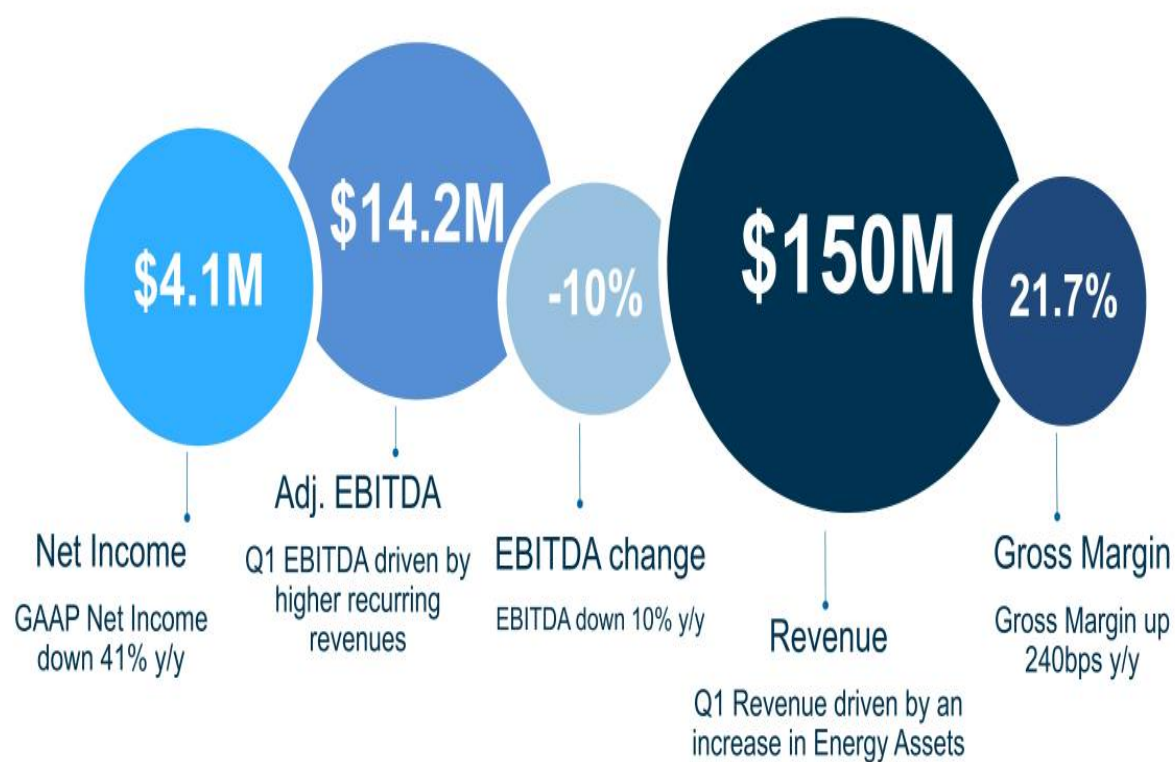 $4.1M
$14.2M
-10%
$150M
21.7%
Net Income
GAAP Net Income
down 41% y/y
Adj. EBITDA
Q1 EBITDA driven by
higher recurring
revenues
EBITDA change
EBITDA down 10% y/y
Revenue
Q1 Revenue driven by an
increase in Energy Assets
Gross Margin
Gross Margin up
240bps y/y